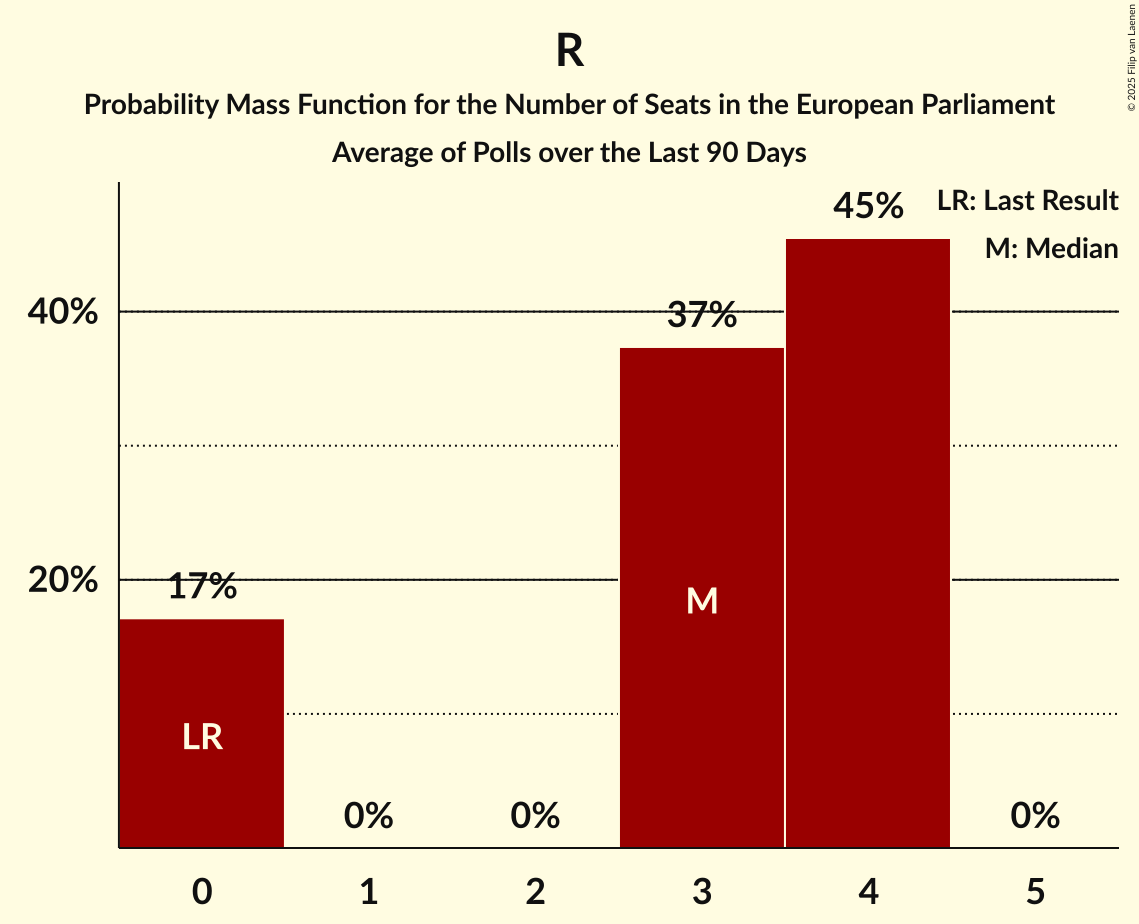 R
Probability Mass Function for the Number of Seats in the European Parliament
Average of Polls over the Last 90 Days
© 2025 Filip van Laenen
LR: Last Result
M: Median
45%
40%
37%
20%
17%
M
LR
0%
0%
0%
0
1
2
3
4
5